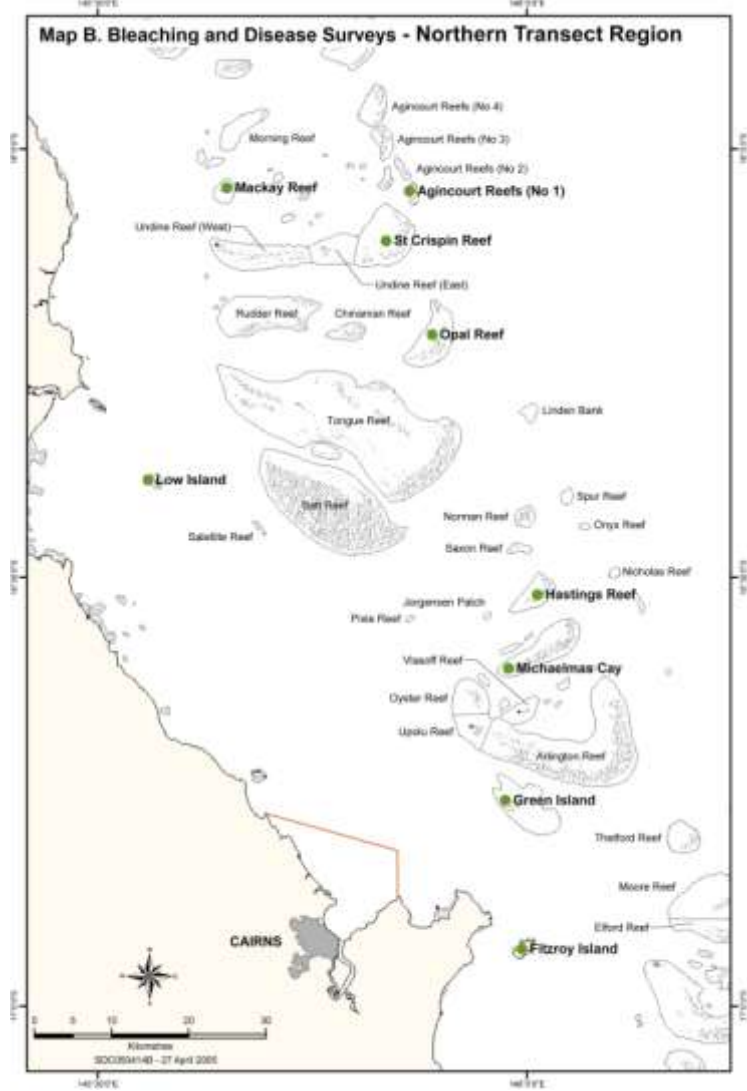 Map B. Bleaching and Disease Surveys - Northern Transect Region
Agincourt Reefs (No 4)
Morning Reef
Agincourt Reefs (No 3)
Agincourt Reefs (No 2)
Mackay Reef
Agincourt Reefs (No 1)
Undine Reef (West)
St Crispin Reef
Undine Reef (East)
Rudder Reef
Chinaman Reef
Opal Reef
Linden Bank
Tongue Reef
Low Island
Spur Reef
Batt Reef
Norman Reef
Onyx Reef
Satellite Reef
Saxon Reef
Nicholas Reef
Hastings Reef
Jorgensen Patch
Pixie Reef
Vlasoff Reef
Michaelmas Cay
Oyster Reef
Upolu Reef
Arlington Reef
Green Island
Thetford Reef
Moore Reef
Elford Reef
CAIRNS
Fitzroy Island
0 5 10 20 30
Kilometres
27 April 2005